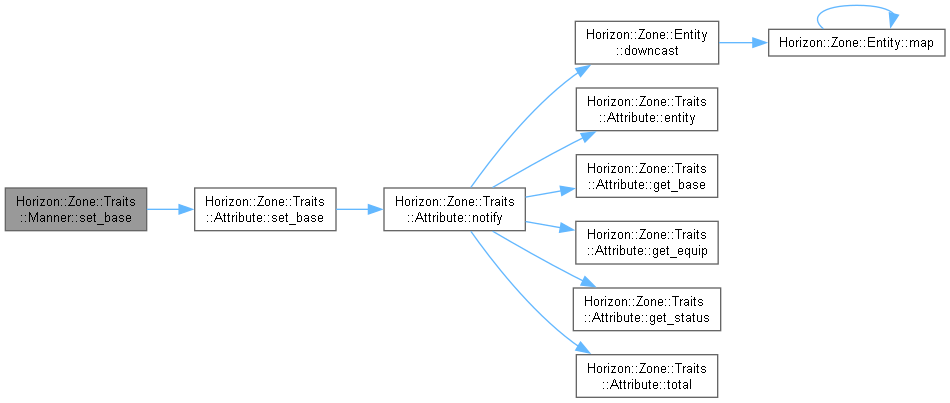 Horizon::Zone::Traits
::Manner::set_base
Horizon::Zone::Traits
::Attribute::set_base
Horizon::Zone::Traits
::Attribute::notify
Horizon::Zone::Entity
::downcast
Horizon::Zone::Entity::map
Horizon::Zone::Traits
::Attribute::entity
Horizon::Zone::Traits
::Attribute::get_base
Horizon::Zone::Traits
::Attribute::get_equip
Horizon::Zone::Traits
::Attribute::get_status
Horizon::Zone::Traits
::Attribute::total